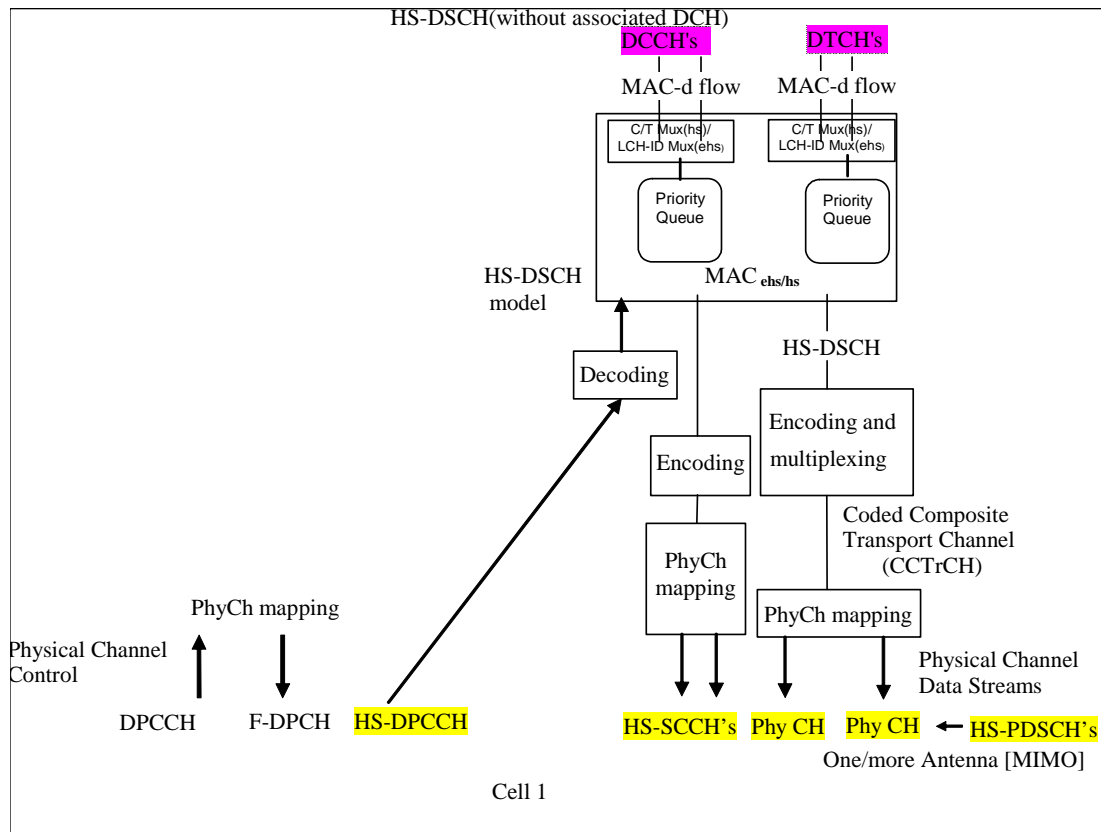 HS-DSCH(without associated DCH)
DCCH's
DTCH's
MAC-d flow
MAC-d flow
C/T Mux(hs)/
LCH-ID Mux(ehs)
C/T Mux(hs)/
LCH-ID Mux(ehs)
Priority
Queue
Priority
Queue
HS-DSCH
model
MAC ehs/hs
HS-DSCH
Decoding
Encoding and
multiplexing
Encoding
Coded Composite
Transport Channel
(CCTrCH)
PhyCh
mapping
PhyCh mapping
PhyCh mapping
Physical Channel
Control
Physical Channel
Data Streams
DPCCH
F-DPCH
HS-DPCCH
HS-SCCH’s
Phy CH
Phy CH
HS-PDSCH’s
One/more Antenna [MIMO]
Cell 1